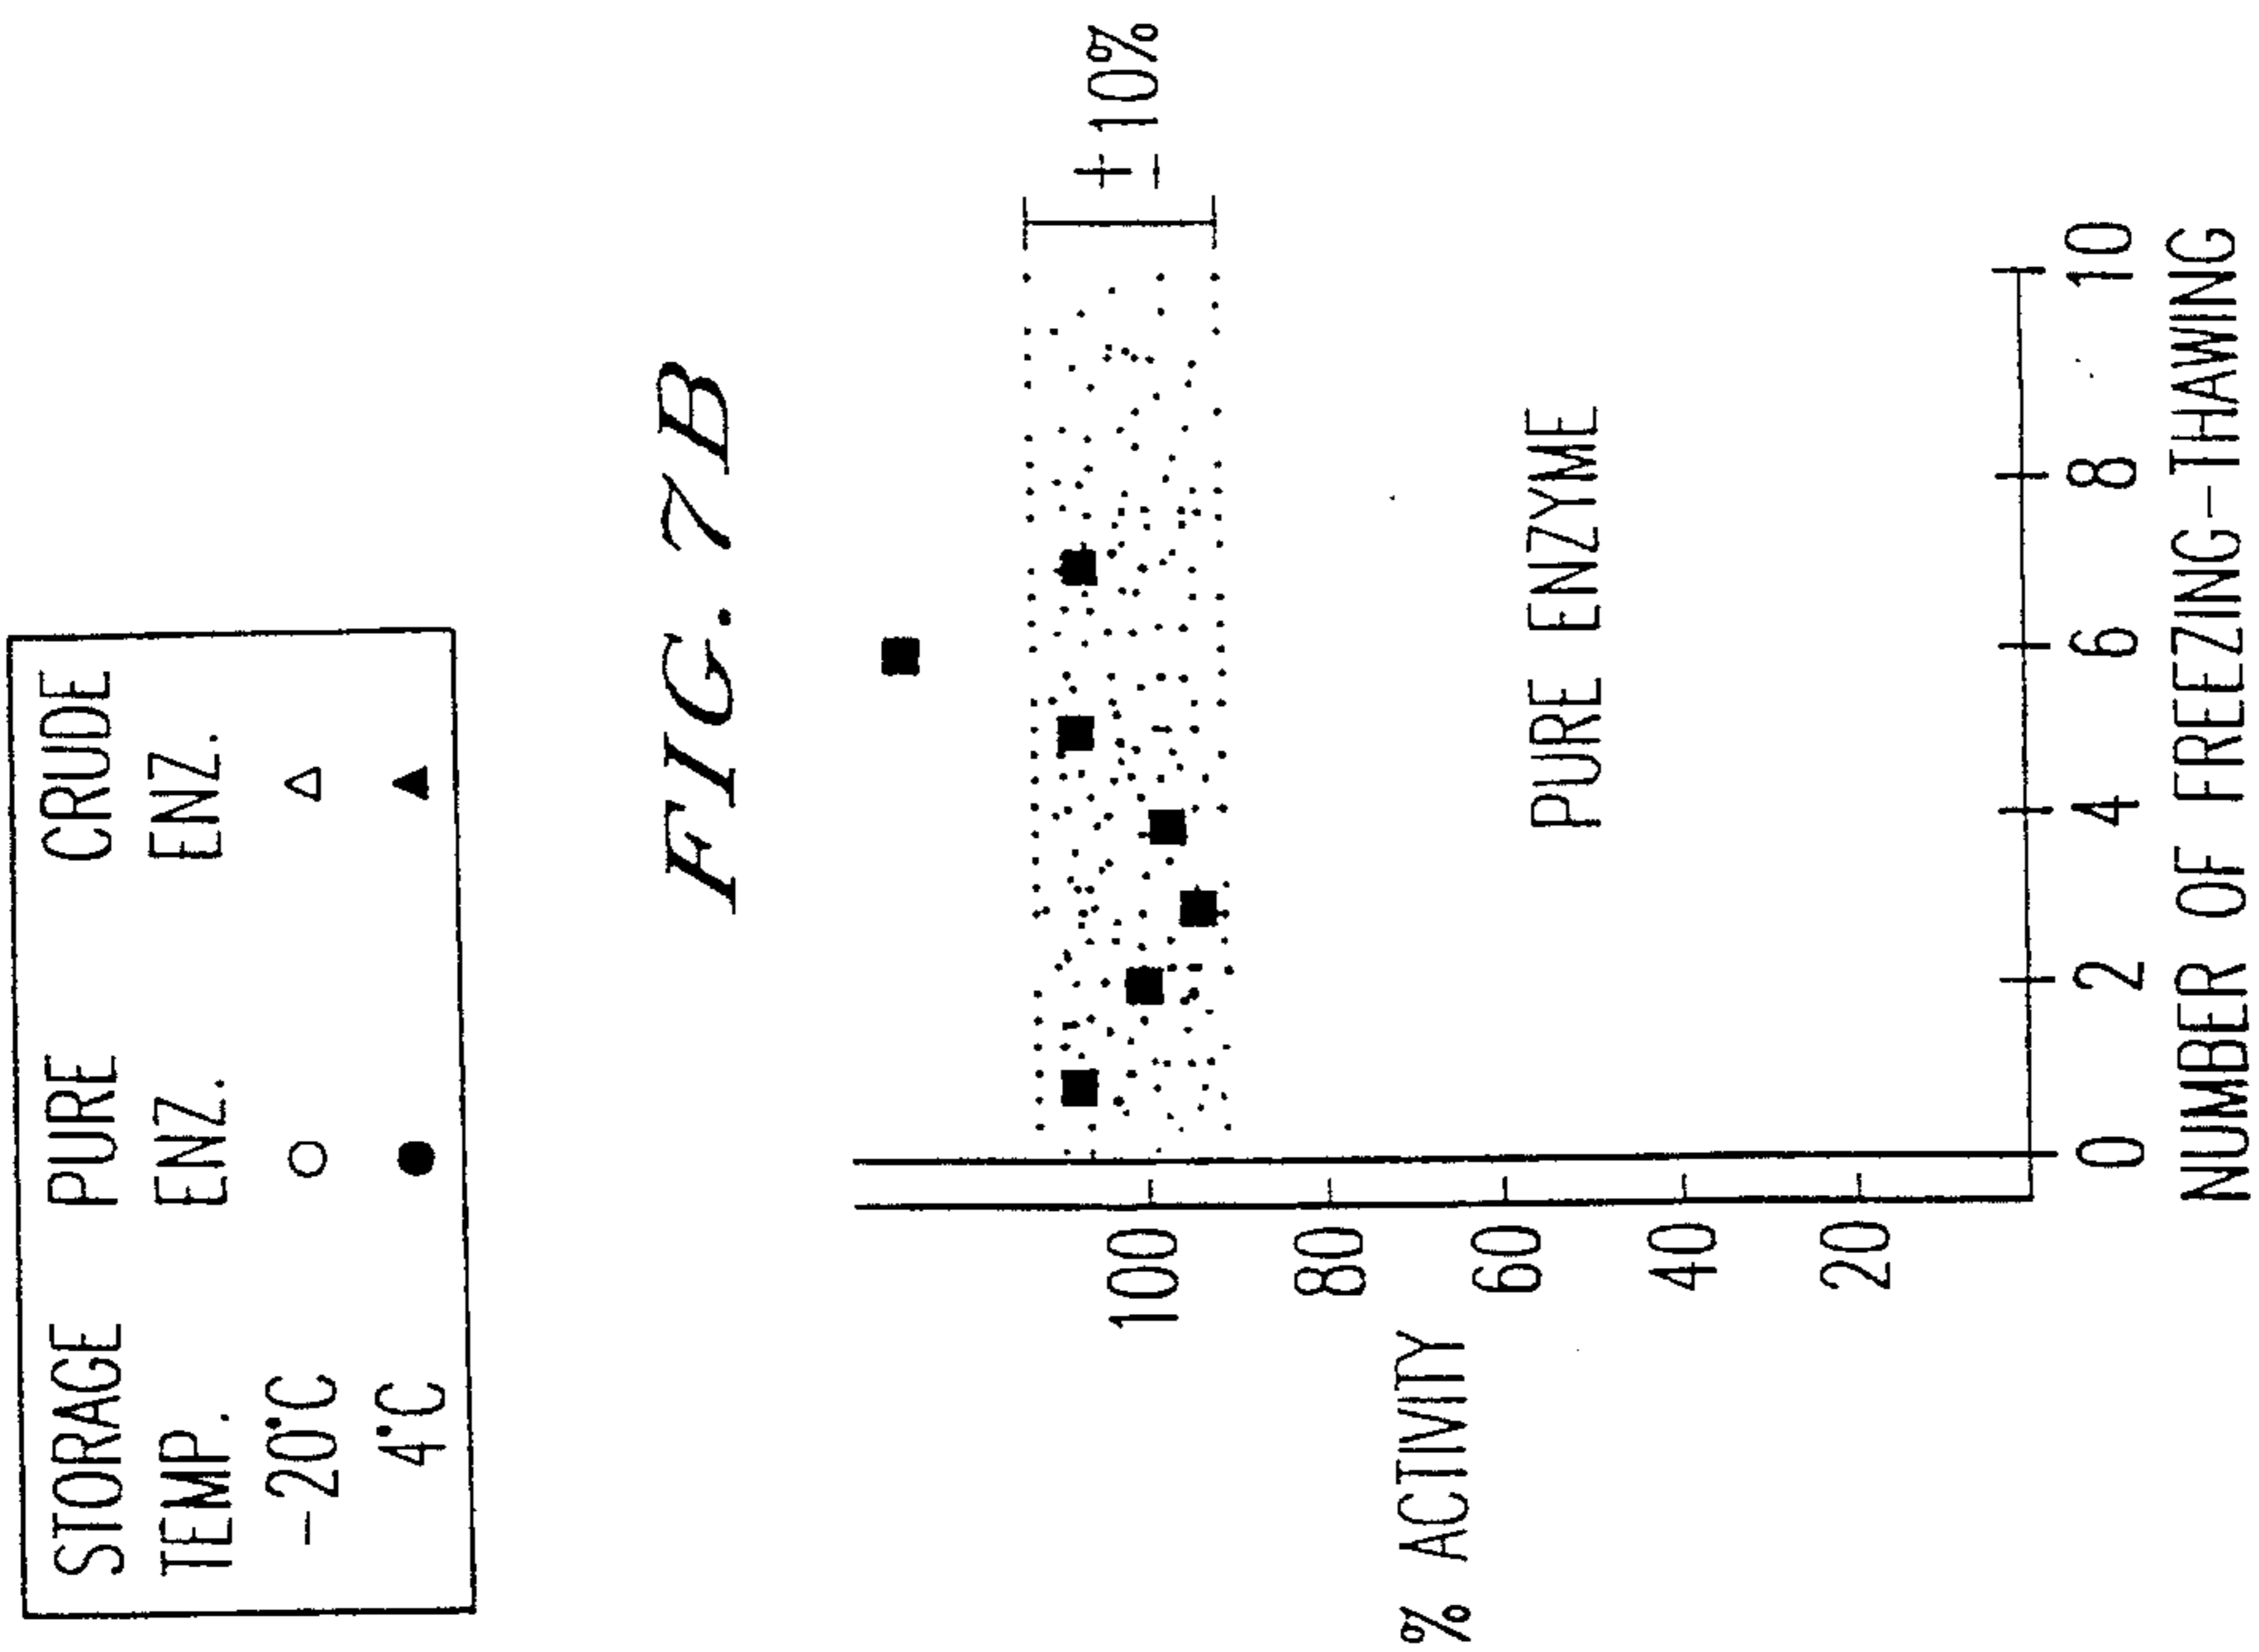 STORAGE PURE CRUDE
TEMP. ENZ. ENZ.
-20°C
4°C
FIG. 7B
±10%
100
80
60
40
20
% ACTIVITY
PURE ENZYME
0 2 4 6 8 10
NUMBER OF FREEZING-THAWING